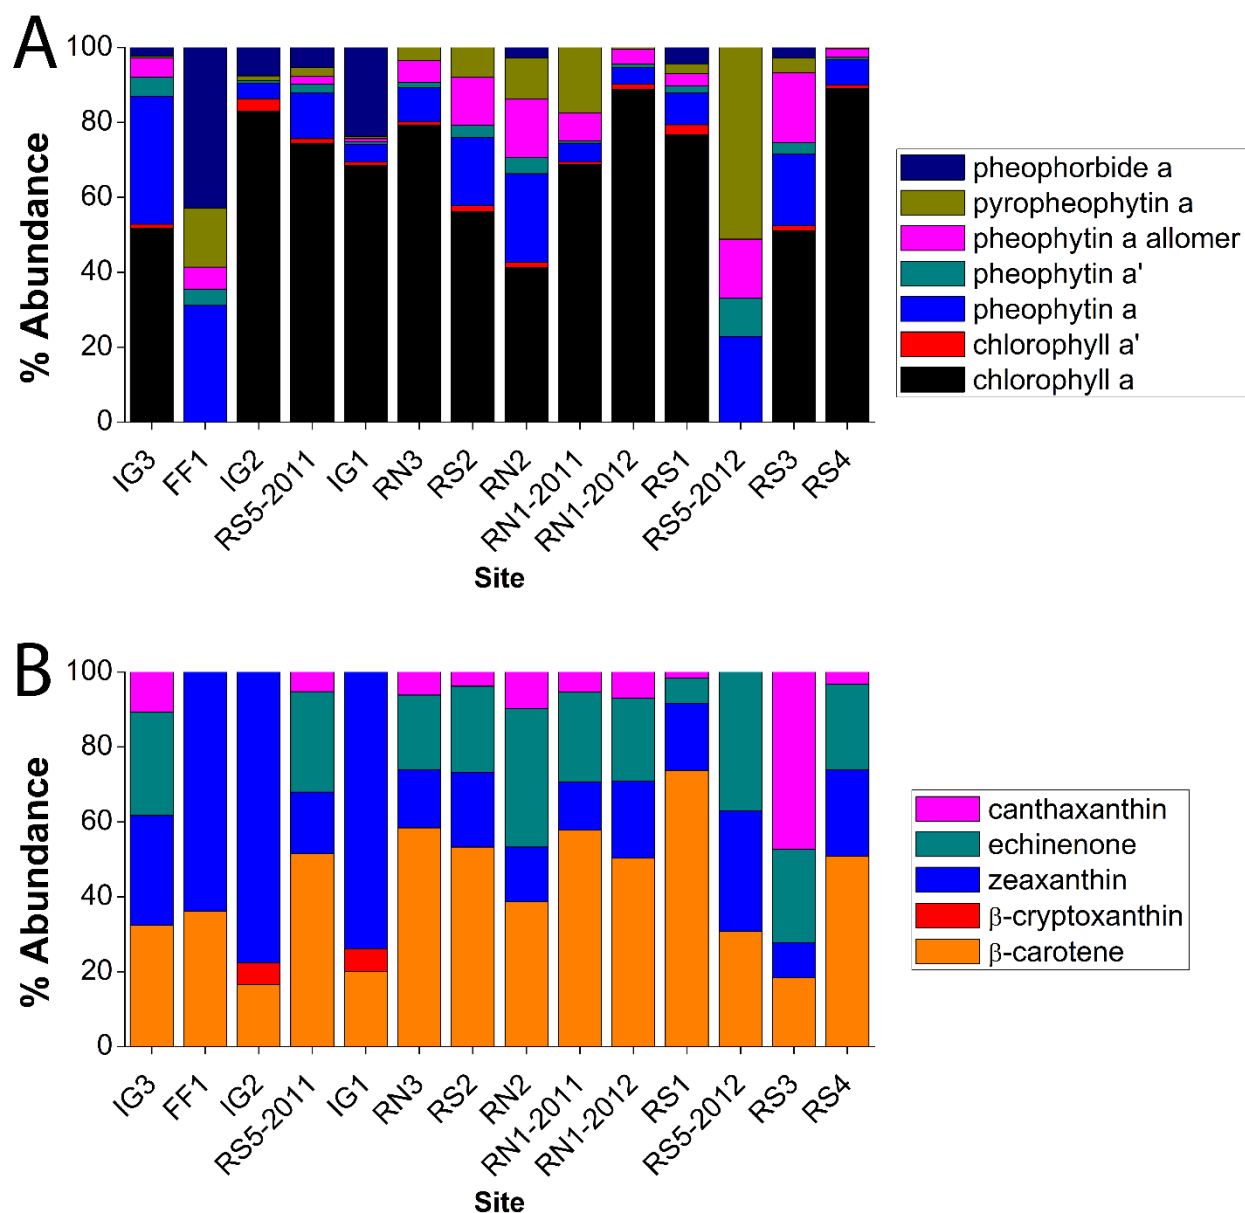 A
100
80
60
40
20
0
% Abundance
IG3
FF1
IG2
RS5-2011
IG1
RN3
RS2
RN2
RN1-2011
RN1-2012
RS1
RS5-2012
RS3
RS4
Site
pheophorbide a
pyropheophytin a
pheophytin a allomer
pheophytin a'
pheophytin a
chlorophyll a'
chlorophyll a
B
100
80
60
40
20
0
% Abundance
IG3
FF1
IG2
RS5-2011
IG1
RN3
RS2
RN2
RN1-2011
RN1-2012
RS1
RS5-2012
RS3
RS4
Site
canthaxanthin
echinenone
zeaxanthin
β-cryptoxanthin
β-carotene